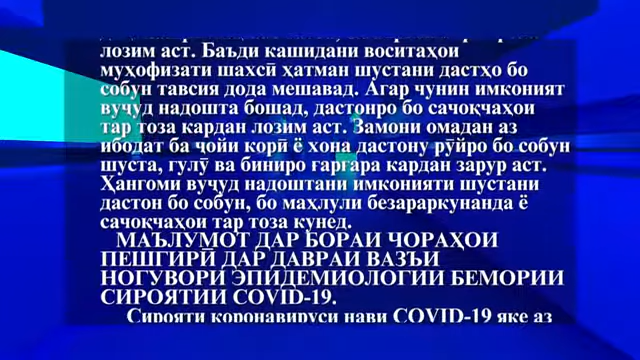 лозим аст. Баъди кашидани воситаҳои
муҳофизати шахсӣ ҳатман шустани дастҳо бо
собун тавсия дода мешавад. Агар чунин имконият
вуҷуд надошта бошад, дастонро бо сачоқчаҳои
тар тоза кардан лозим аст. Замони омадан аз
ибодат ба ҷойи корӣ ё хона дастону рӯйро бо собун
шуста, гулӯ ва биниро ғарғара кардан зарур аст.
Ҳангоми вуҷуд надоштани имконияти шустани
дастон бо собун, бо маҳлули безараркунанда ё
сачоқчаҳои тар тоза кунед.
МАЪЛУМОТ ДАР БОРАИ ЧОРАҲОИ
ПЕШГИРӢ ДАР ДАВРАИ ВАЗЪИ
НОГУВОРИ ЭПИДЕМИОЛОГИИ БЕМОРИИ
СИРОЯТИИ COVID-19.
Сирояти коронавируси нави COVID-19 яке аз